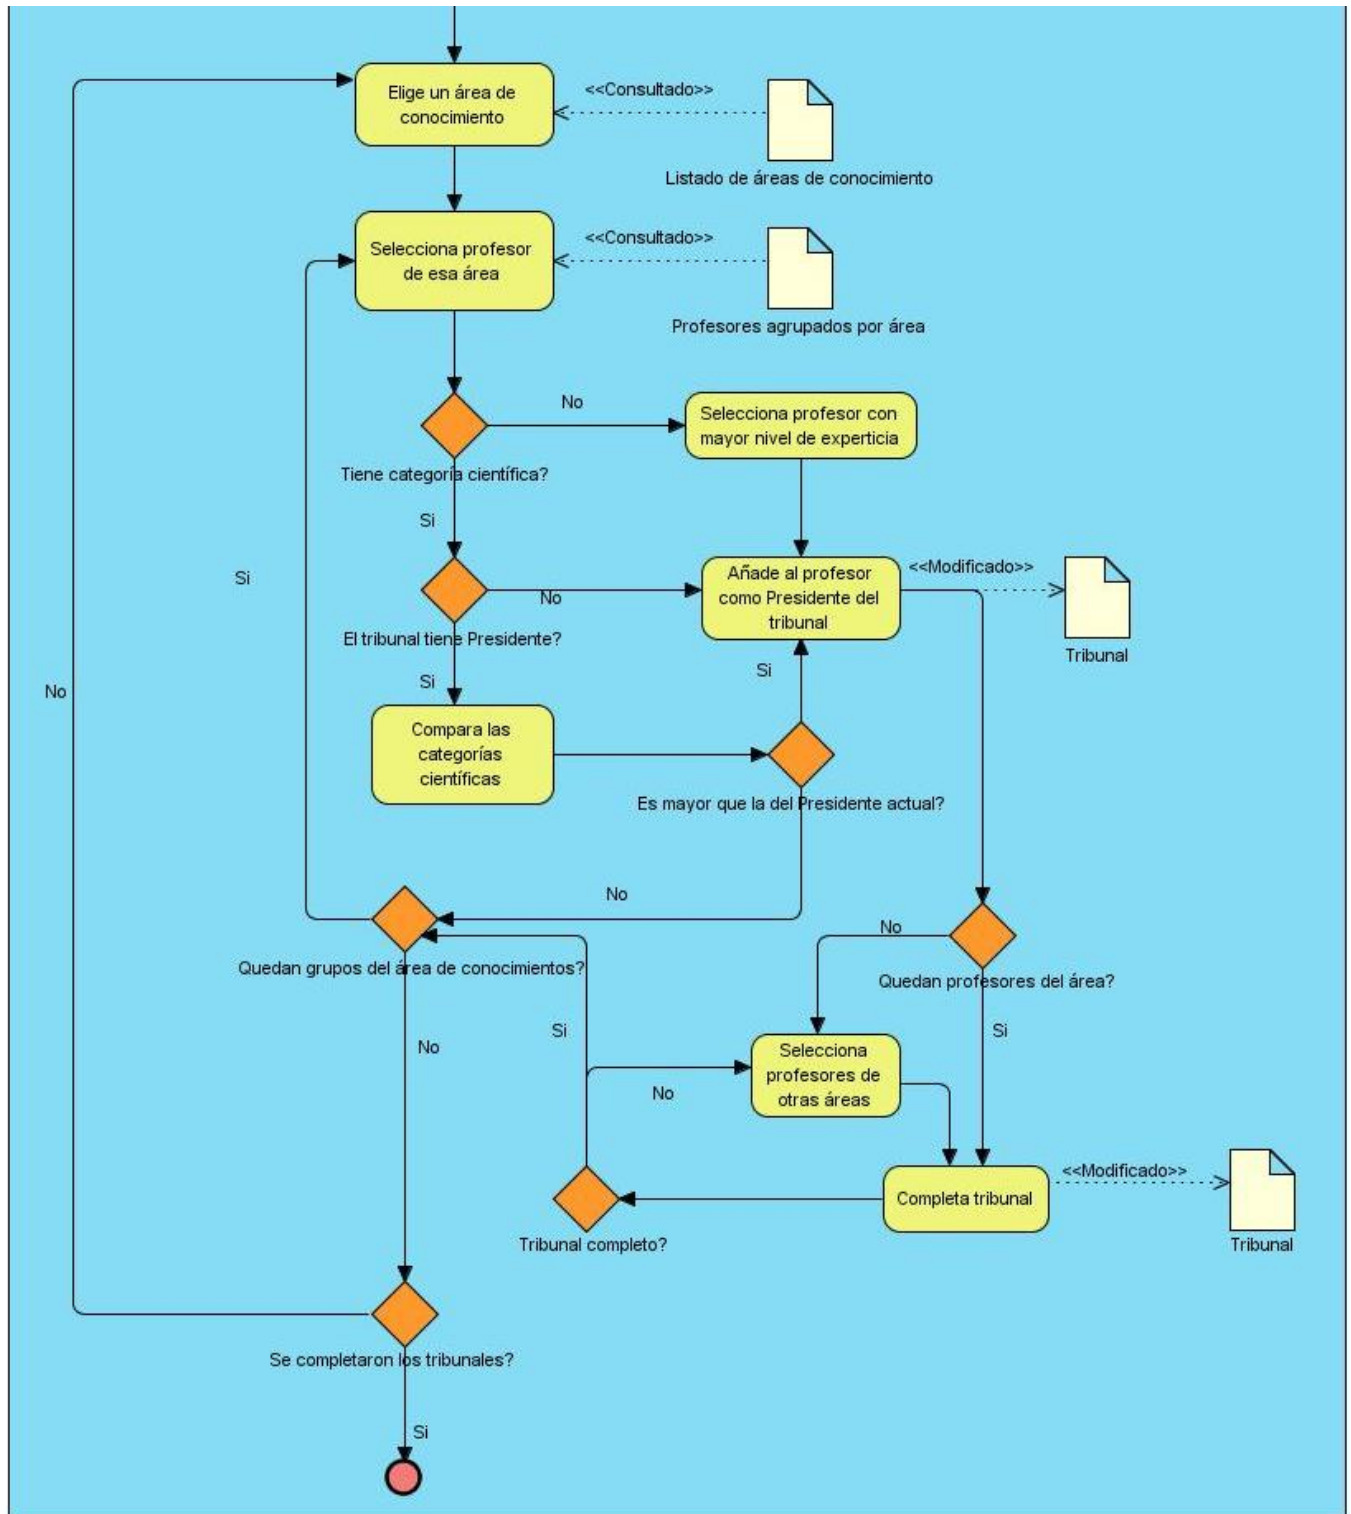 Elige un área de
conocimiento
<<Consultado>>
Listado de áreas de conocimiento
Selecciona profesor
de esa área
<<Consultado>>
Profesores agrupados por área
No
Selecciona profesor con
mayor nivel de experticia
Tiene categoría científica?
Si
Si
No
Añade al profesor
como Presidente del
tribunal
<<Modificado>>
Tribunal
El tribunal tiene Presidente?
Si
Si
No
Compara las
categorías
científicas
Es mayor que la del Presidente actual?
No
No
Quedan grupos del área de conocimientos?
Quedan profesores del área?
Si
Si
No
Selecciona
profesores de
otras áreas
No
Completa tribunal
<<Modificado>>
Tribunal
Tribunal completo?
Se completaron los tribunales?
Si